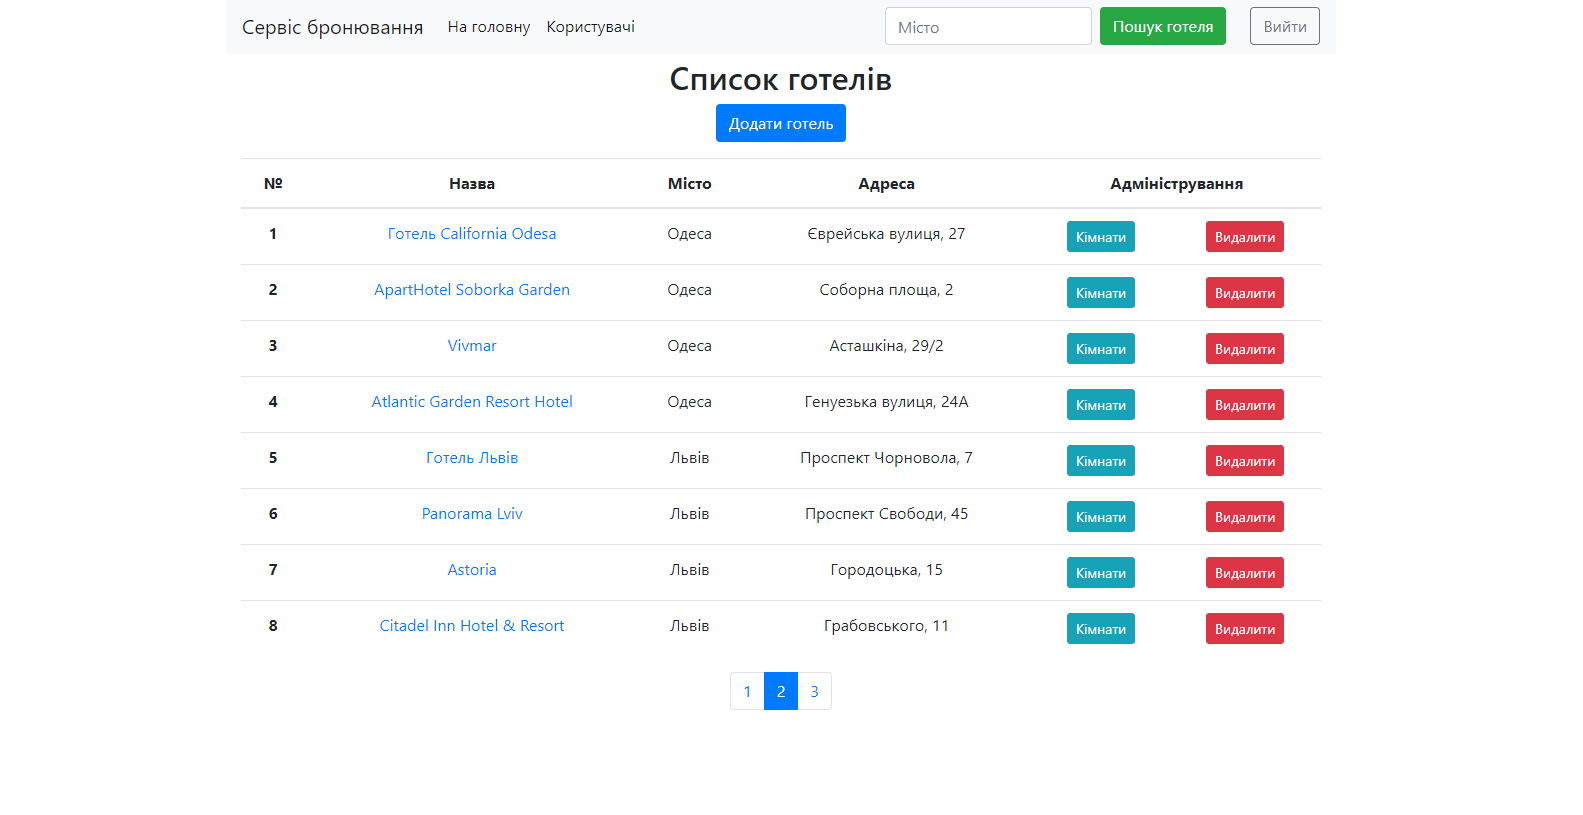 Сервіс бронювання На головну Користувачі Місто Пошук готеля Вийти
Список готелів
Додати готель
№ Назва Місто Адреса Адміністрування
1 Готель California Odesa Одеса Єврейська вулиця, 27 Кімнати Видалити
2 ApartHotel Soborka Garden Одеса Соборна площа, 2 Кімнати Видалити
3 Vivmar Одеса Асташкіна, 29/2 Кімнати Видалити
4 Atlantic Garden Resort Hotel Одеса Генуезька вулиця, 24А Кімнати Видалити
5 Готель Львів Львів Проспект Чорновола, 7 Кімнати Видалити
6 Panorama Lviv Львів Проспект Свободи, 45 Кімнати Видалити
7 Astoria Львів Городоцька, 15 Кімнати Видалити
8 Citadel Inn Hotel & Resort Львів Грабовського, 11 Кімнати Видалити
1 2 3